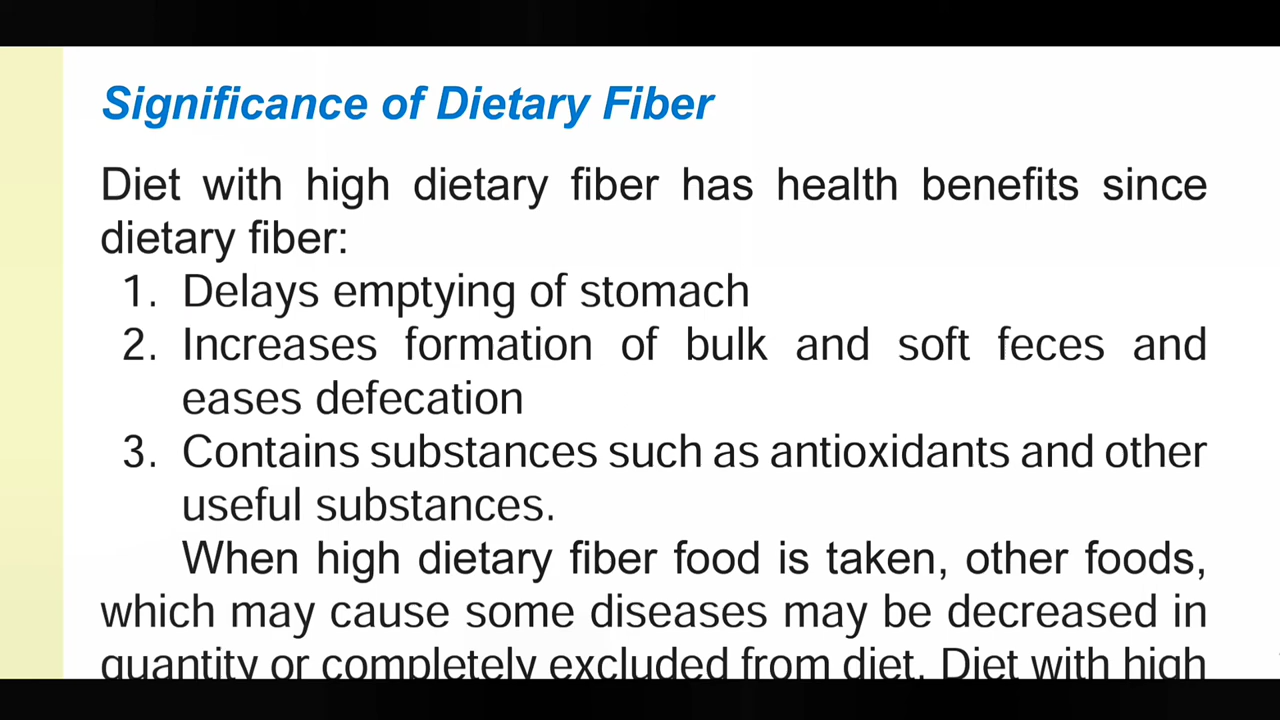 Significance of Dietary Fiber
Diet with high dietary fiber has health benefits since
dietary fiber:
1. Delays emptying of stomach
2. Increases formation of bulk and soft feces and
eases defecation
3. Contains substances such as antioxidants and other
useful substances.
When high dietary fiber food is taken, other foods,
which may cause some diseases may be decreased in
quantity or completely excluded from diet. Diet with high